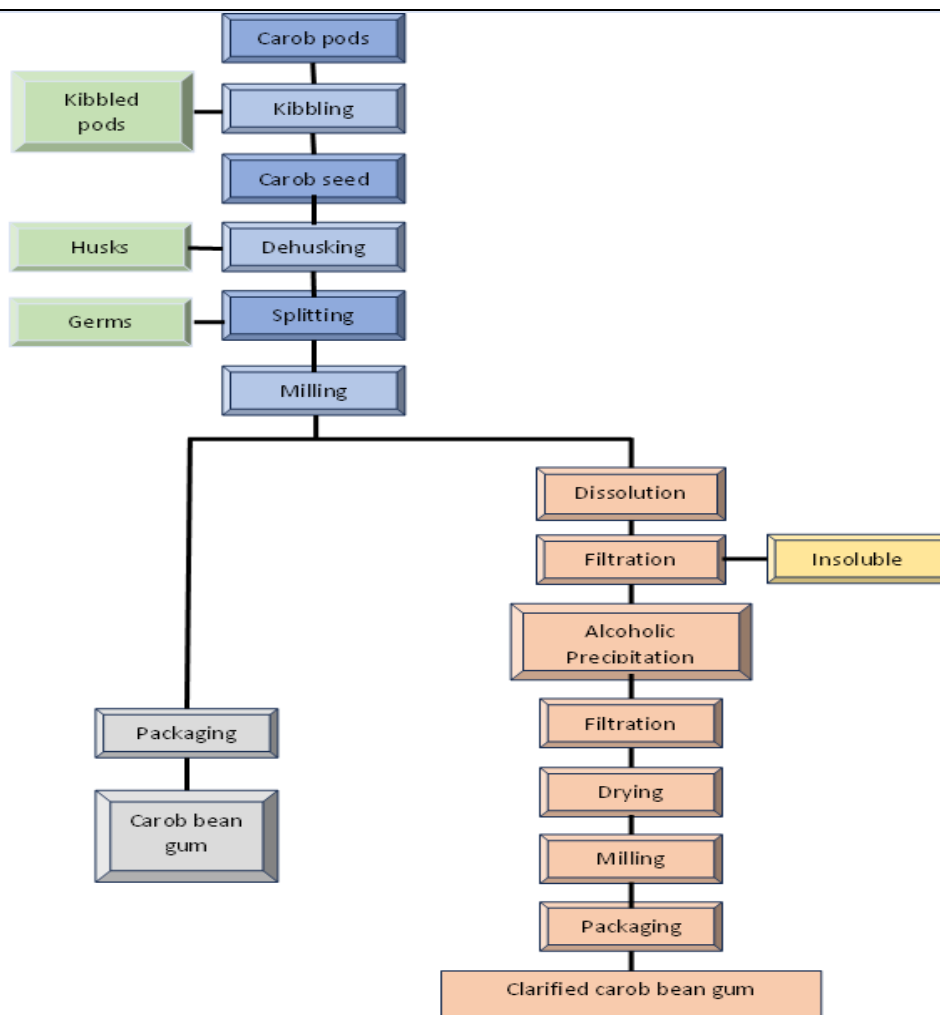 Carob pods
Kibbled
pods
Kibbling
Carob seed
Husks
Dehusking
Germs
Splitting
Milling
Dissolution
Filtration
Insoluble
Alcoholic
Precipitation
Packaging
Filtration
Carob bean
gum
Drying
Milling
Packaging
Clarified carob bean gum